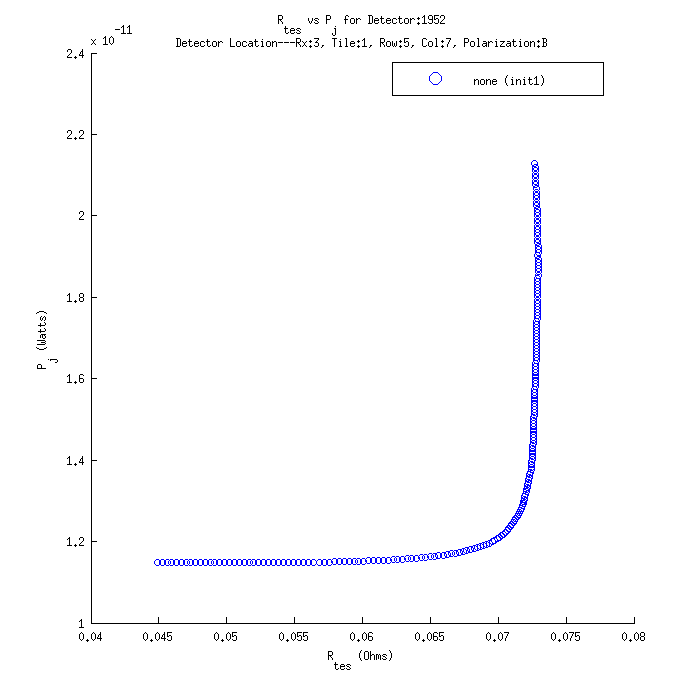 R_tes vs P_j for Detector:1952
x 10^-11
Detector Location---Rx:3, Tile:1, Row:5, Col:7, Polarization:B
none (init1)
2.4
2.2
2
1.8
1.6
1.4
1.2
1
P_j (Watts)
0.04 0.045 0.05 0.055 0.06 0.065 0.07 0.075 0.08
R_tes (Ohms)